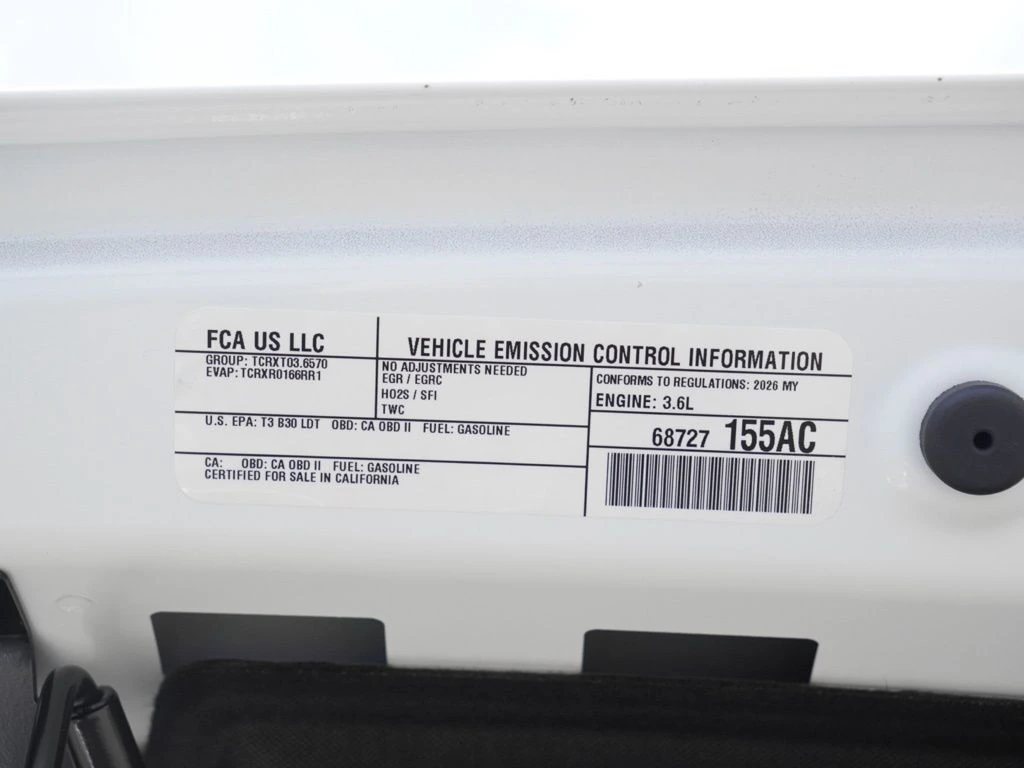 FCA US LLC
VEHICLE EMISSION CONTROL INFORMATION
GROUP: TCRXT03.6570
EVAP: TCRXR0166RR1
NO ADJUSTMENTS NEEDED
EGR / EGRC
HO2S / SFI
TWC
CONFORMS TO REGULATIONS: 2026 MY
ENGINE: 3.6L
U.S. EPA: T3 B30 LDT OBD: CA OBD II FUEL: GASOLINE
68727 155AC
CA: OBD: CA OBD II FUEL: GASOLINE
CERTIFIED FOR SALE IN CALIFORNIA